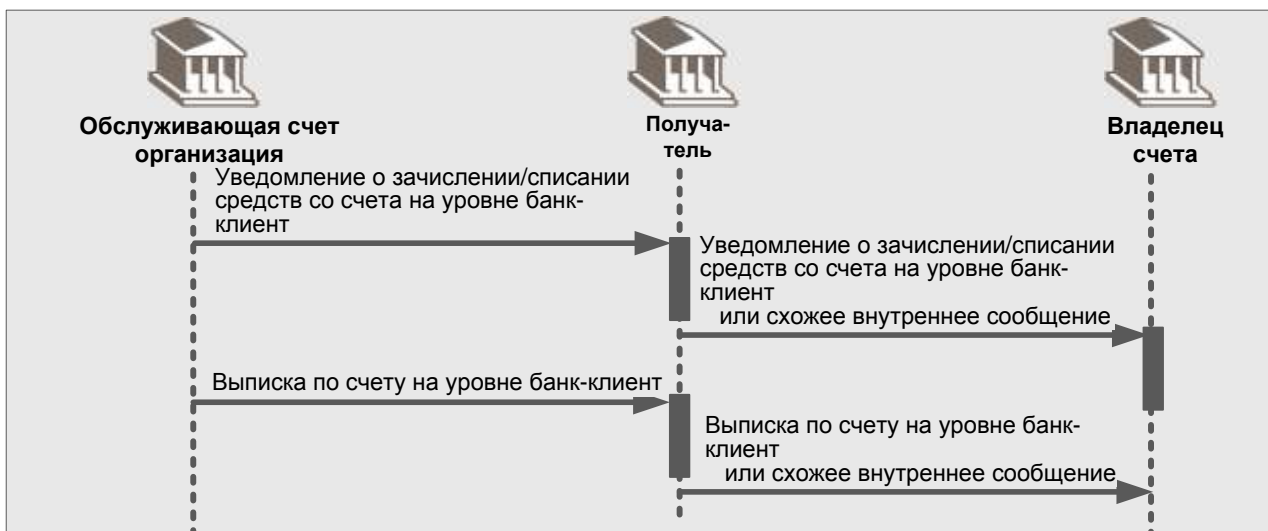 Обслуживающая счет
организация
Получа-
тель
Владелец
счета
Уведомление о зачислении/списании
средств со счета на уровне банк-
клиент
Уведомление о зачислении/списании
средств со счета на уровне банк-
клиент
или схожее внутреннее сообщение
Выписка по счету на уровне банк-клиент
Выписка по счету на уровне банк-
клиент
или схожее внутреннее сообщение